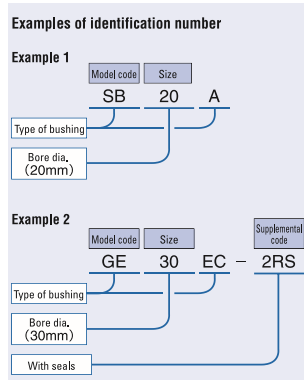 Examples of identification number
Example 1
Model code Size
SB 20 A
Type of bushing
Bore dia.
(20mm)
Example 2
Model code Size Supplemental
code
GE 30 EC – 2RS
Type of bushing
Bore dia.
(30mm)
With seals